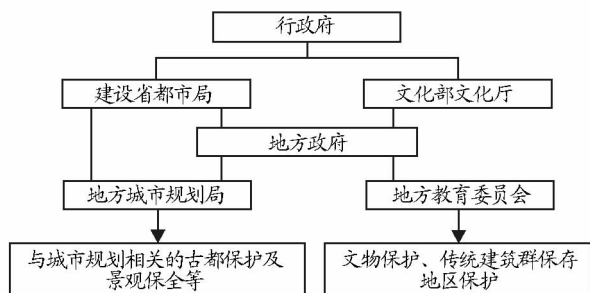 行政府
建设省都市局
文化部文化厅
地方政府
地方城市规划局
地方教育委员会
与城市规划相关的古都保护及
景观保全等
文物保护、传统建筑群保存
地区保护